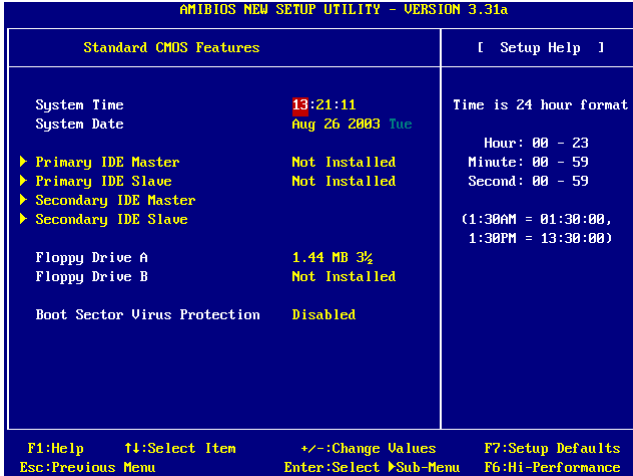 AMIBIOS NEW SETUP UTILITY - VERSION 3.31a
Standard CMOS Features
[ Setup Help ]
System Time 13:21:11
System Date Aug 26 2003 Tue
Primary IDE Master Not Installed
Primary IDE Slave Not Installed
Secondary IDE Master
Secondary IDE Slave
Floppy Drive A 1.44 MB 3½
Floppy Drive B Not Installed
Boot Sector Virus Protection Disabled
Time is 24 hour format
Hour: 00 - 23
Minute: 00 - 59
Second: 00 - 59
(1:30AM = 01:30:00,
1:30PM = 13:30:00)
F1:Help ↑↓:Select Item +/-:Change Values F7:Setup Defaults
Esc:Previous Menu Enter:Select ▶Sub-Menu F6:Hi-Performance